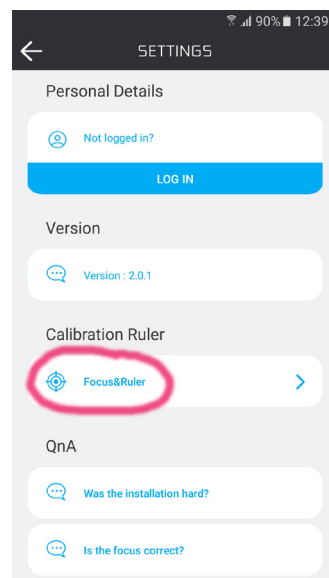 90% 12:39
SETTINGS
Personal Details
Not logged in?
LOG IN
Version
Version : 2.0.1
Calibration Ruler
Focus&Ruler
QnA
Was the installation hard?
Is the focus correct?